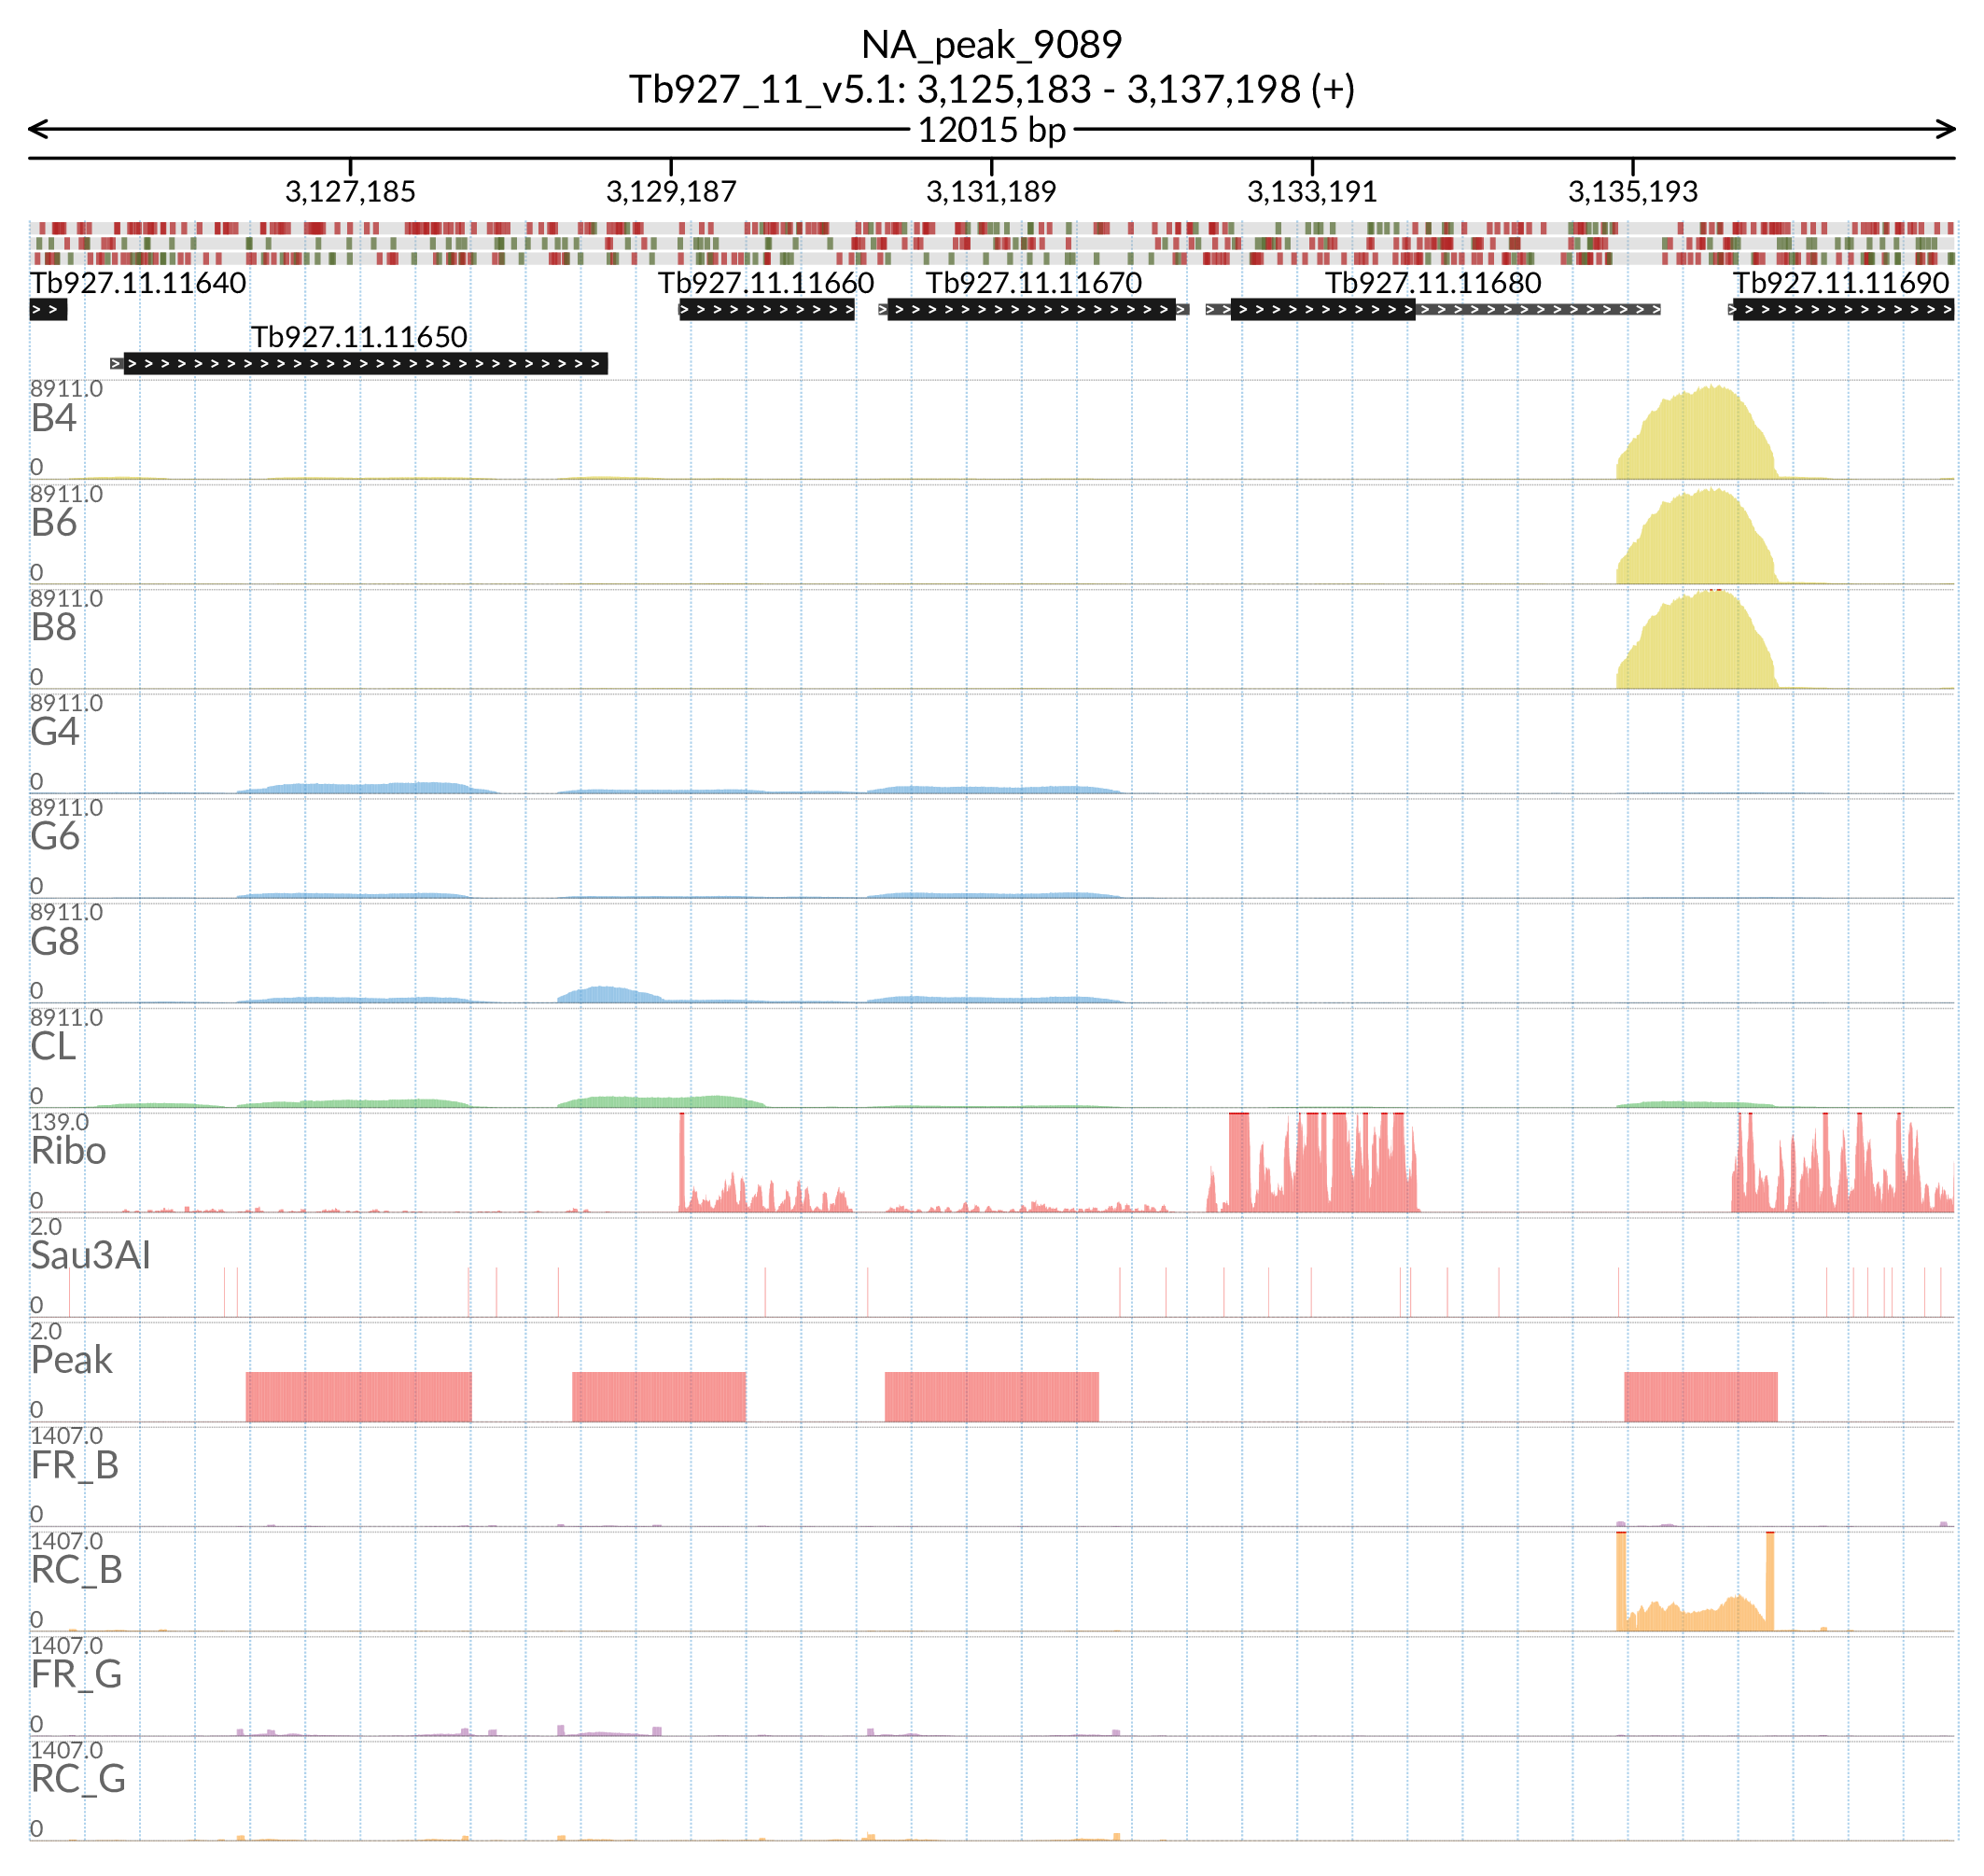 NA_peak_9089
Tb927_11_v5.1: 3,125,183 - 3,137,198 (+)
12015 bp
3,127,185 3,129,187 3,131,189 3,133,191 3,135,193
Tb927.11.11640 Tb927.11.11660 Tb927.11.11670 Tb927.11.11680 Tb927.11.11690
Tb927.11.11650
8911.0
B4
0
8911.0
B6
0
8911.0
B8
0
8911.0
G4
0
8911.0
G6
0
8911.0
G8
0
8911.0
CL
0
139.0
Ribo
0
2.0
Sau3AI
0
2.0
Peak
0
1407.0
FR_B
0
1407.0
RC_B
0
1407.0
FR_G
0
1407.0
RC_G
0